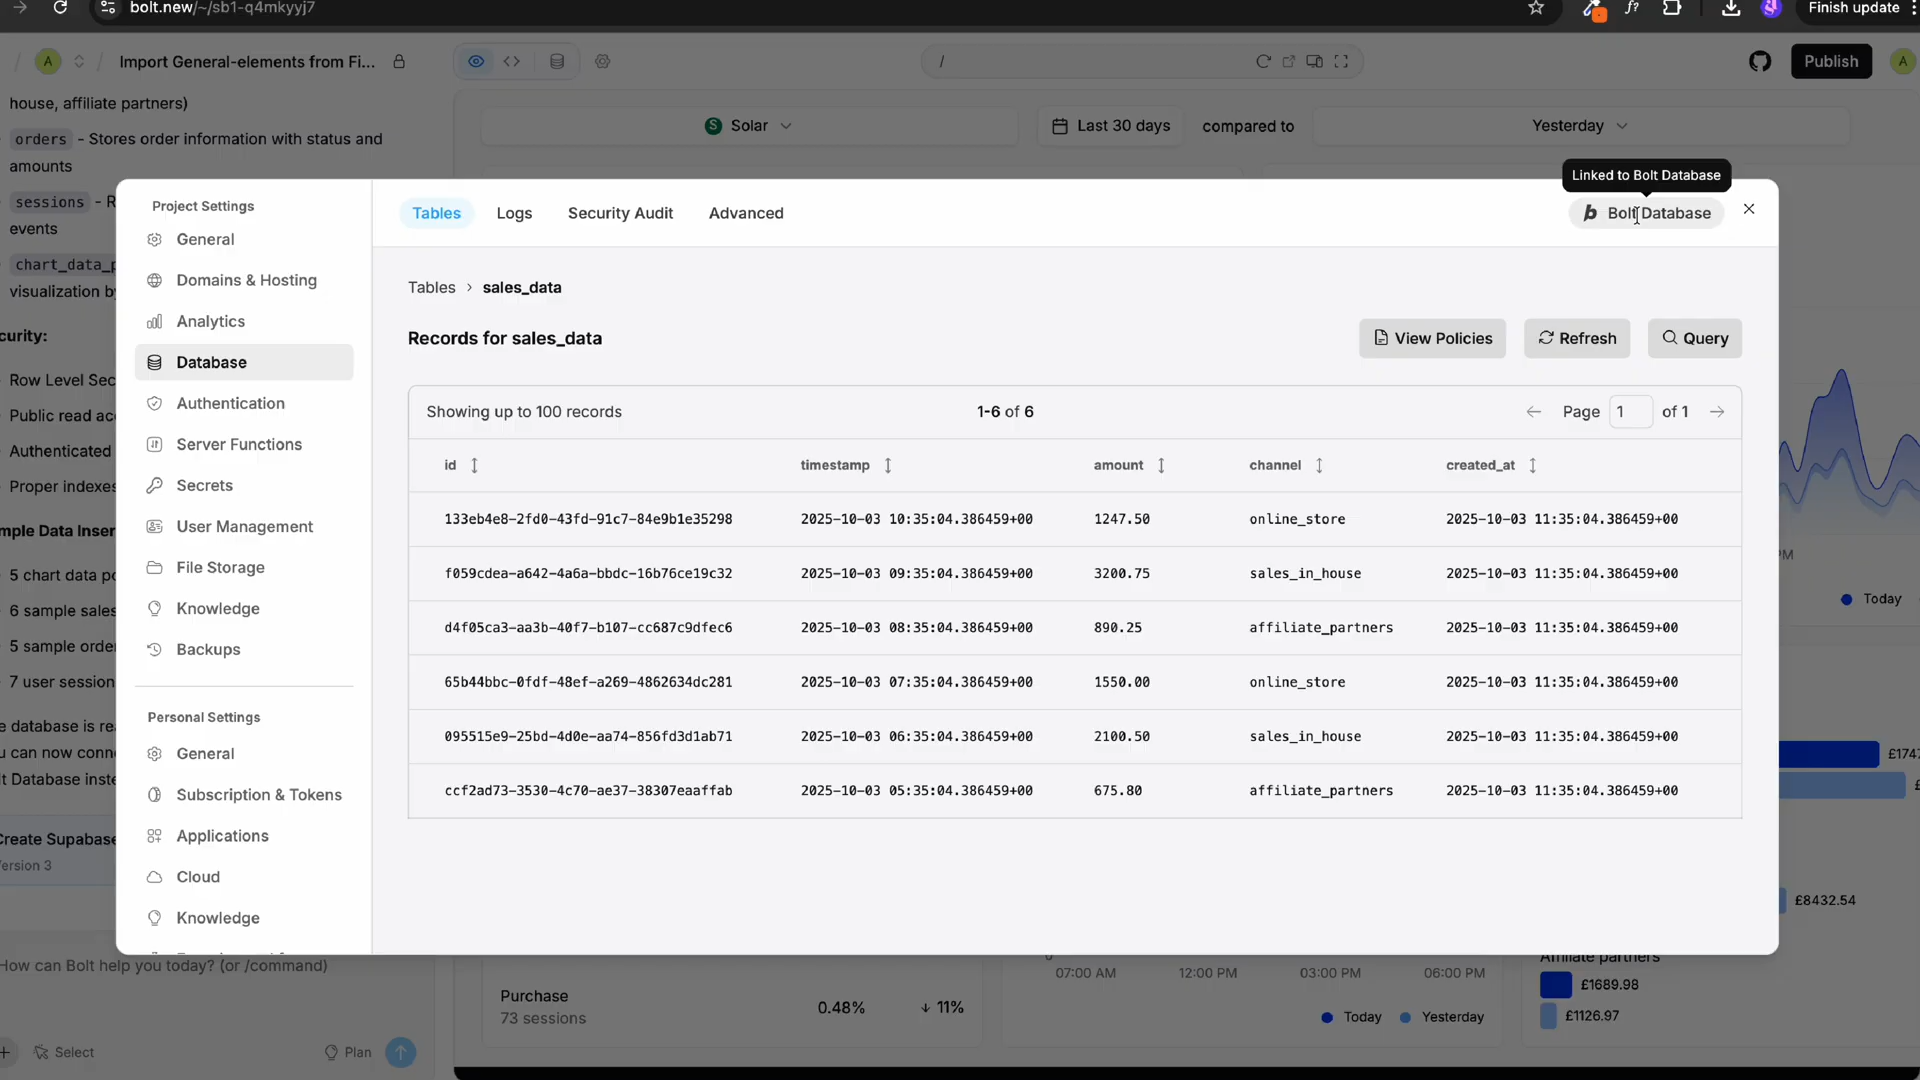 bolt.new/~/sb1-q4mkyyj7
Finish update
A
Import General-elements from Fi...
/
Publish
A
house, affiliate partners)
orders - Stores order information with status and
amounts
sessions - R
events
chart_data_p
visualization by
curity:
Row Level Sec
Public read acc
Authenticated
Proper indexes
mple Data Inser
5 chart data po
6 sample sales
5 sample orde
7 user session
e database is rea
u can now conne
lt Database inste
Create Supabase
ersion 3
How can Bolt help you today? (or /command)
Select
Plan
S Solar
Last 30 days
compared to
Yesterday
Linked to Bolt Database
Project Settings
General
Domains & Hosting
Analytics
Database
Authentication
Server Functions
Secrets
User Management
File Storage
Knowledge
Backups
Personal Settings
General
Subscription & Tokens
Applications
Cloud
Knowledge
Tables
Logs
Security Audit
Advanced
b Bolt Database
Tables > sales_data
Records for sales_data
View Policies
Refresh
Query
Showing up to 100 records
1-6 of 6
Page 1 of 1
id timestamp amount channel created_at
133eb4e8-2fd0-43fd-91c7-84e9b1e35298 2025-10-03 10:35:04.386459+00 1247.50 online_store 2025-10-03 11:35:04.386459+00
f059cdea-a642-4a6a-bbdc-16b76ce19c32 2025-10-03 09:35:04.386459+00 3200.75 sales_in_house 2025-10-03 11:35:04.386459+00
d4f05ca3-aa3b-40f7-b107-cc687c9dfec6 2025-10-03 08:35:04.386459+00 890.25 affiliate_partners 2025-10-03 11:35:04.386459+00
65b44bbc-0fdf-48ef-a269-4862634dc281 2025-10-03 07:35:04.386459+00 1550.00 online_store 2025-10-03 11:35:04.386459+00
095515e9-25bd-4d0e-aa74-856fd3d1ab71 2025-10-03 06:35:04.386459+00 2100.50 sales_in_house 2025-10-03 11:35:04.386459+00
ccf2ad73-3530-4c70-ae37-38307eaaffab 2025-10-03 05:35:04.386459+00 675.80 affiliate_partners 2025-10-03 11:35:04.386459+00
PM
Today
£174
£8432.54
Purchase
73 sessions
0.48%
11%
0
07:00 AM 12:00 PM 03:00 PM 06:00 PM
Today Yesterday
Affiliate partners
£1689.98
£1126.97